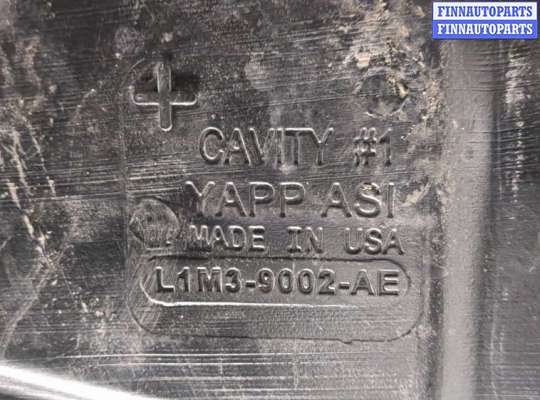 FINNAUTOPARTS
FINNAUTOPARTS
CAVITY #1
YAPP ASI
MADE IN USA
L1M3-9002-AE